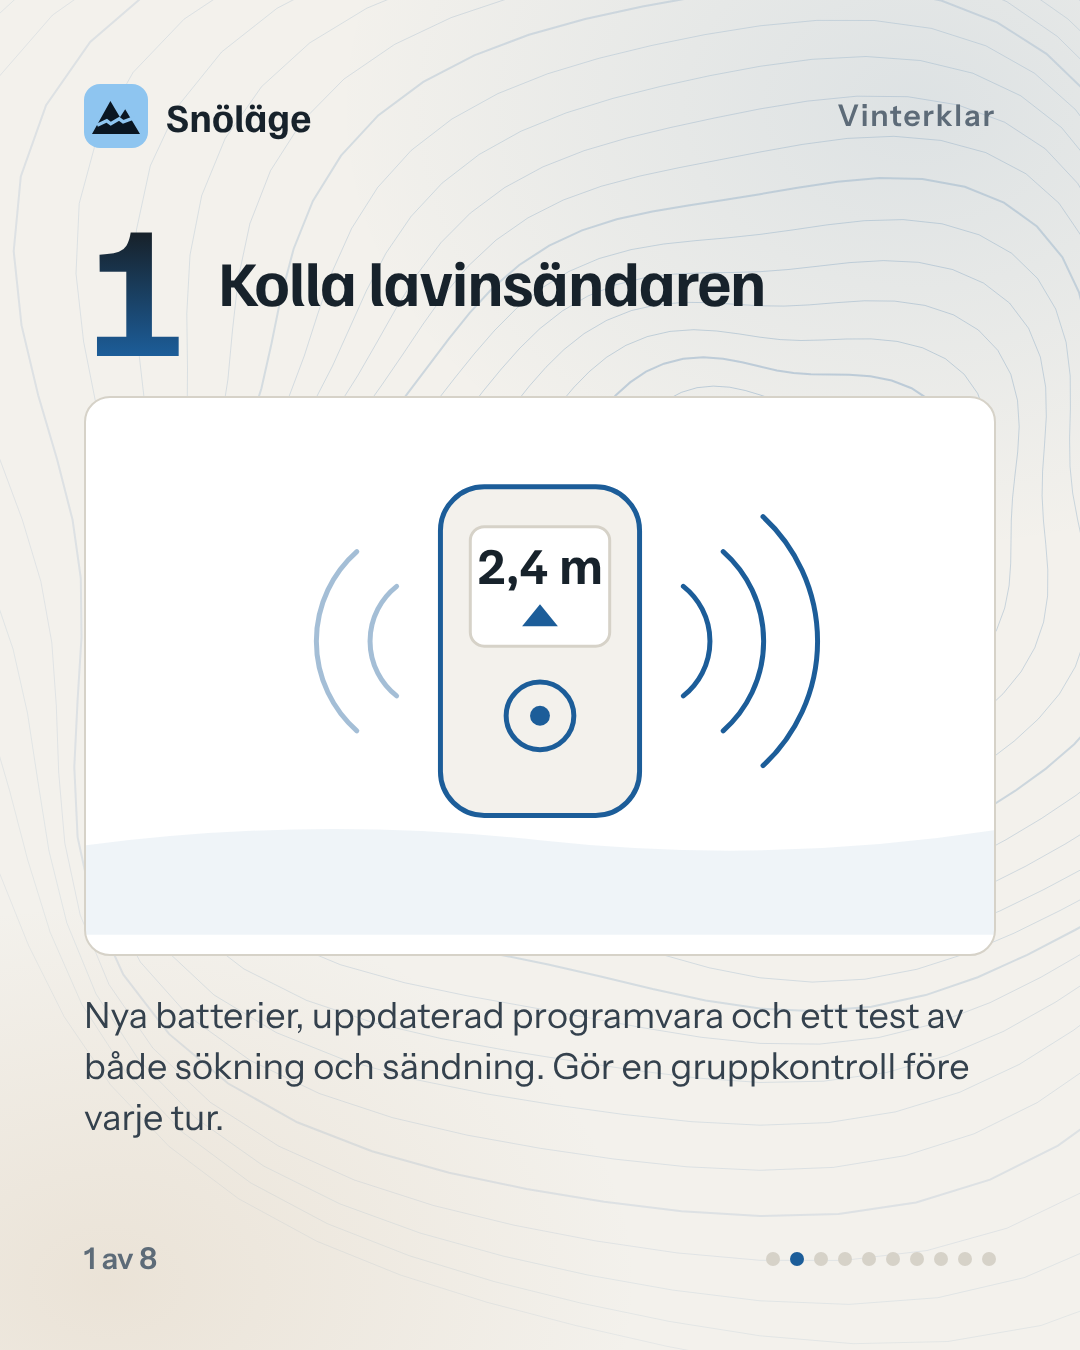 Snöläge
Vinterklar
1
Kolla lavinsändaren
2,4 m
Nya batterier, uppdaterad programvara och ett test av
både sökning och sändning. Gör en gruppkontroll före
varje tur.
1 av 8